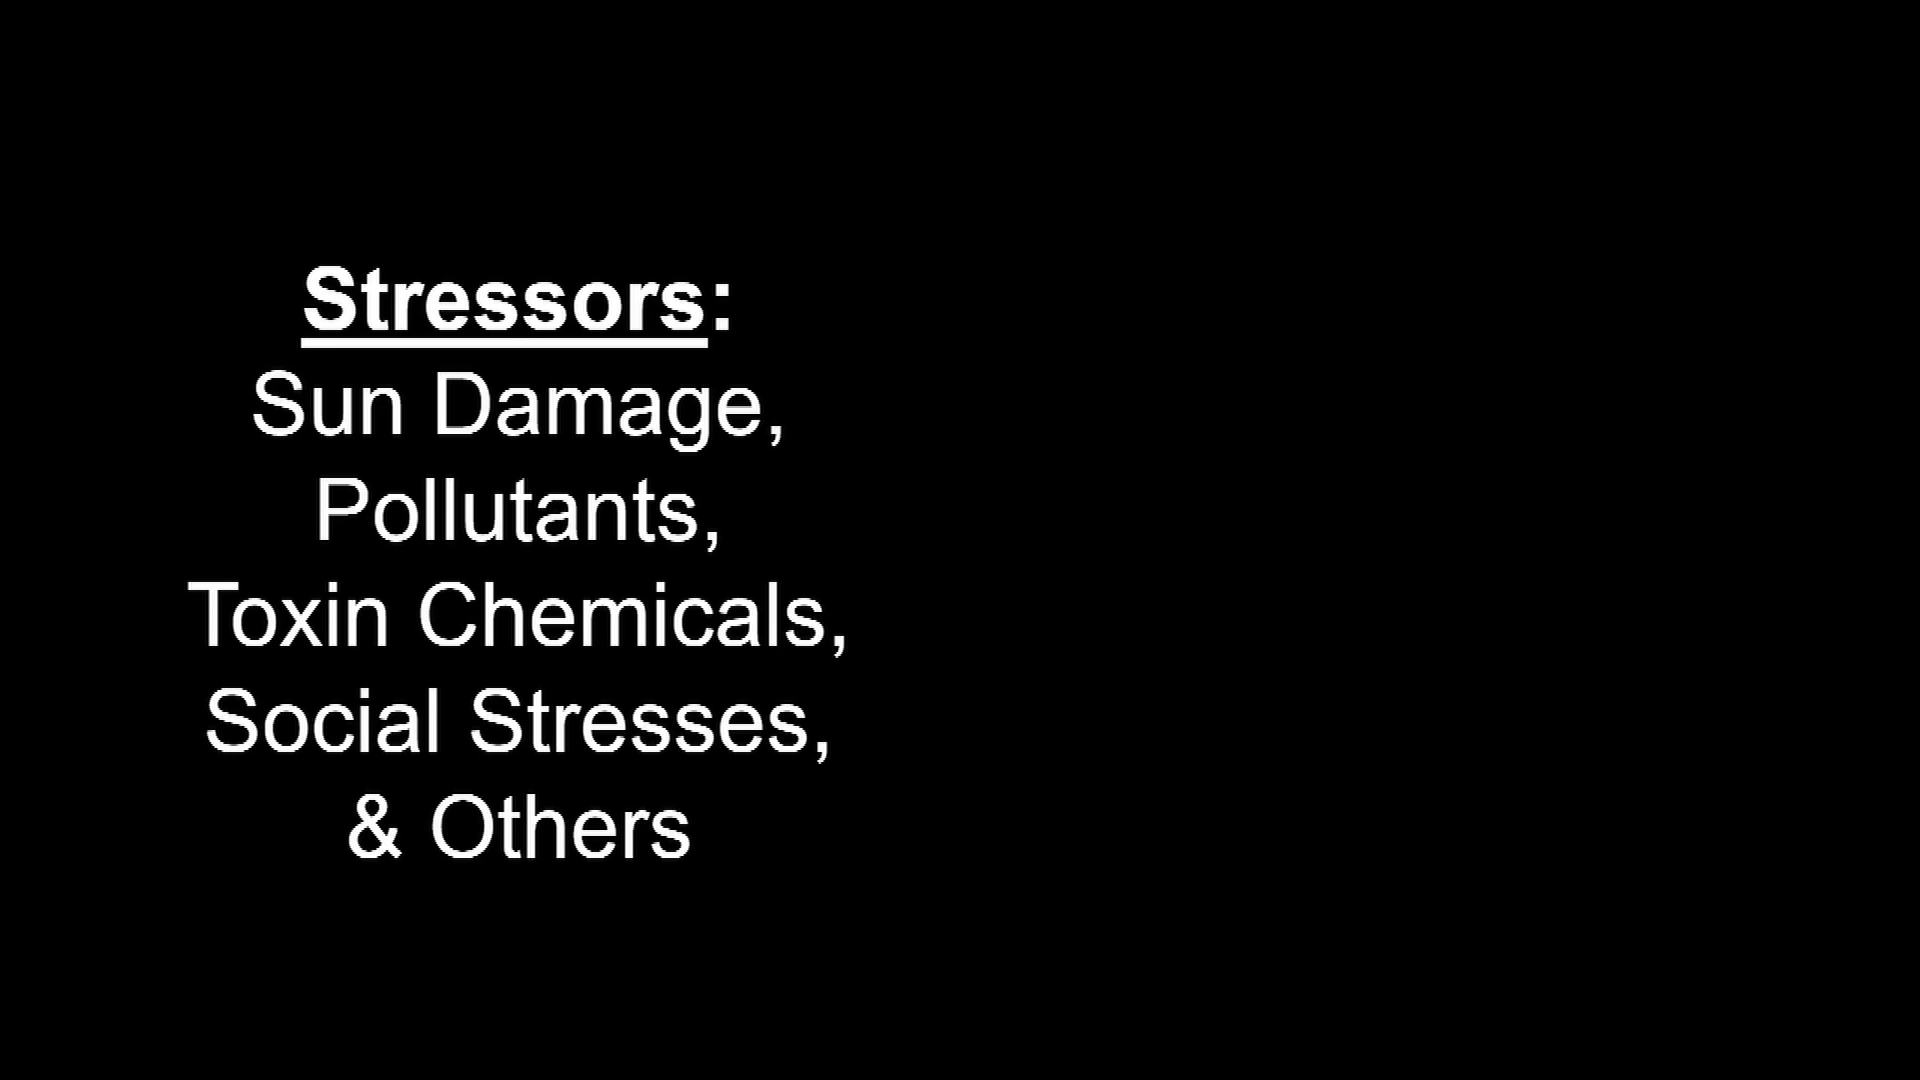 Stressors:
Sun Damage,
Pollutants,
Toxin Chemicals,
Social Stresses,
& Others